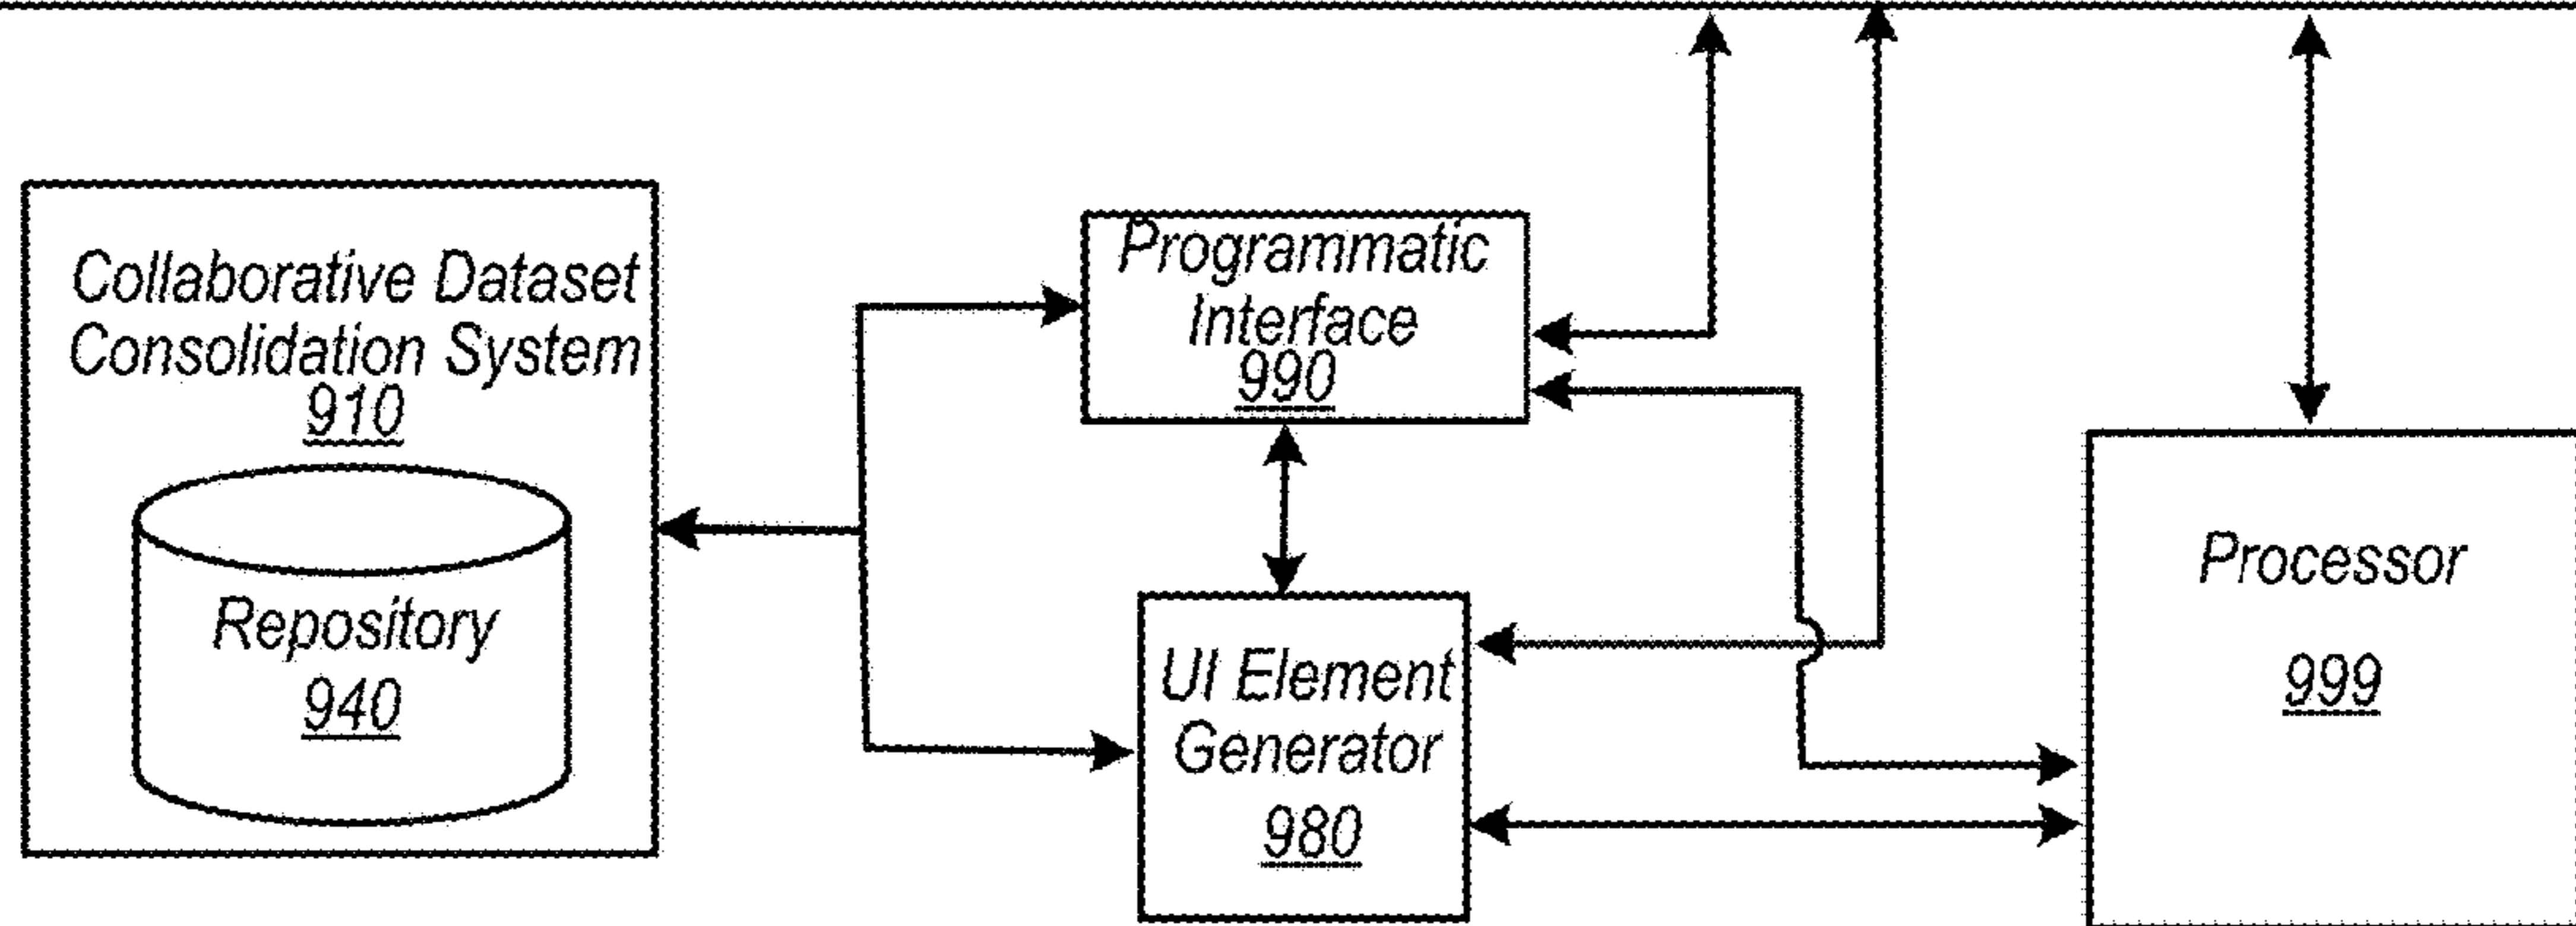 Collaborative Dataset
Consolidation System
910
Repository
940
Programmatic
Interface
990
UI Element
Generator
980
Processor
999